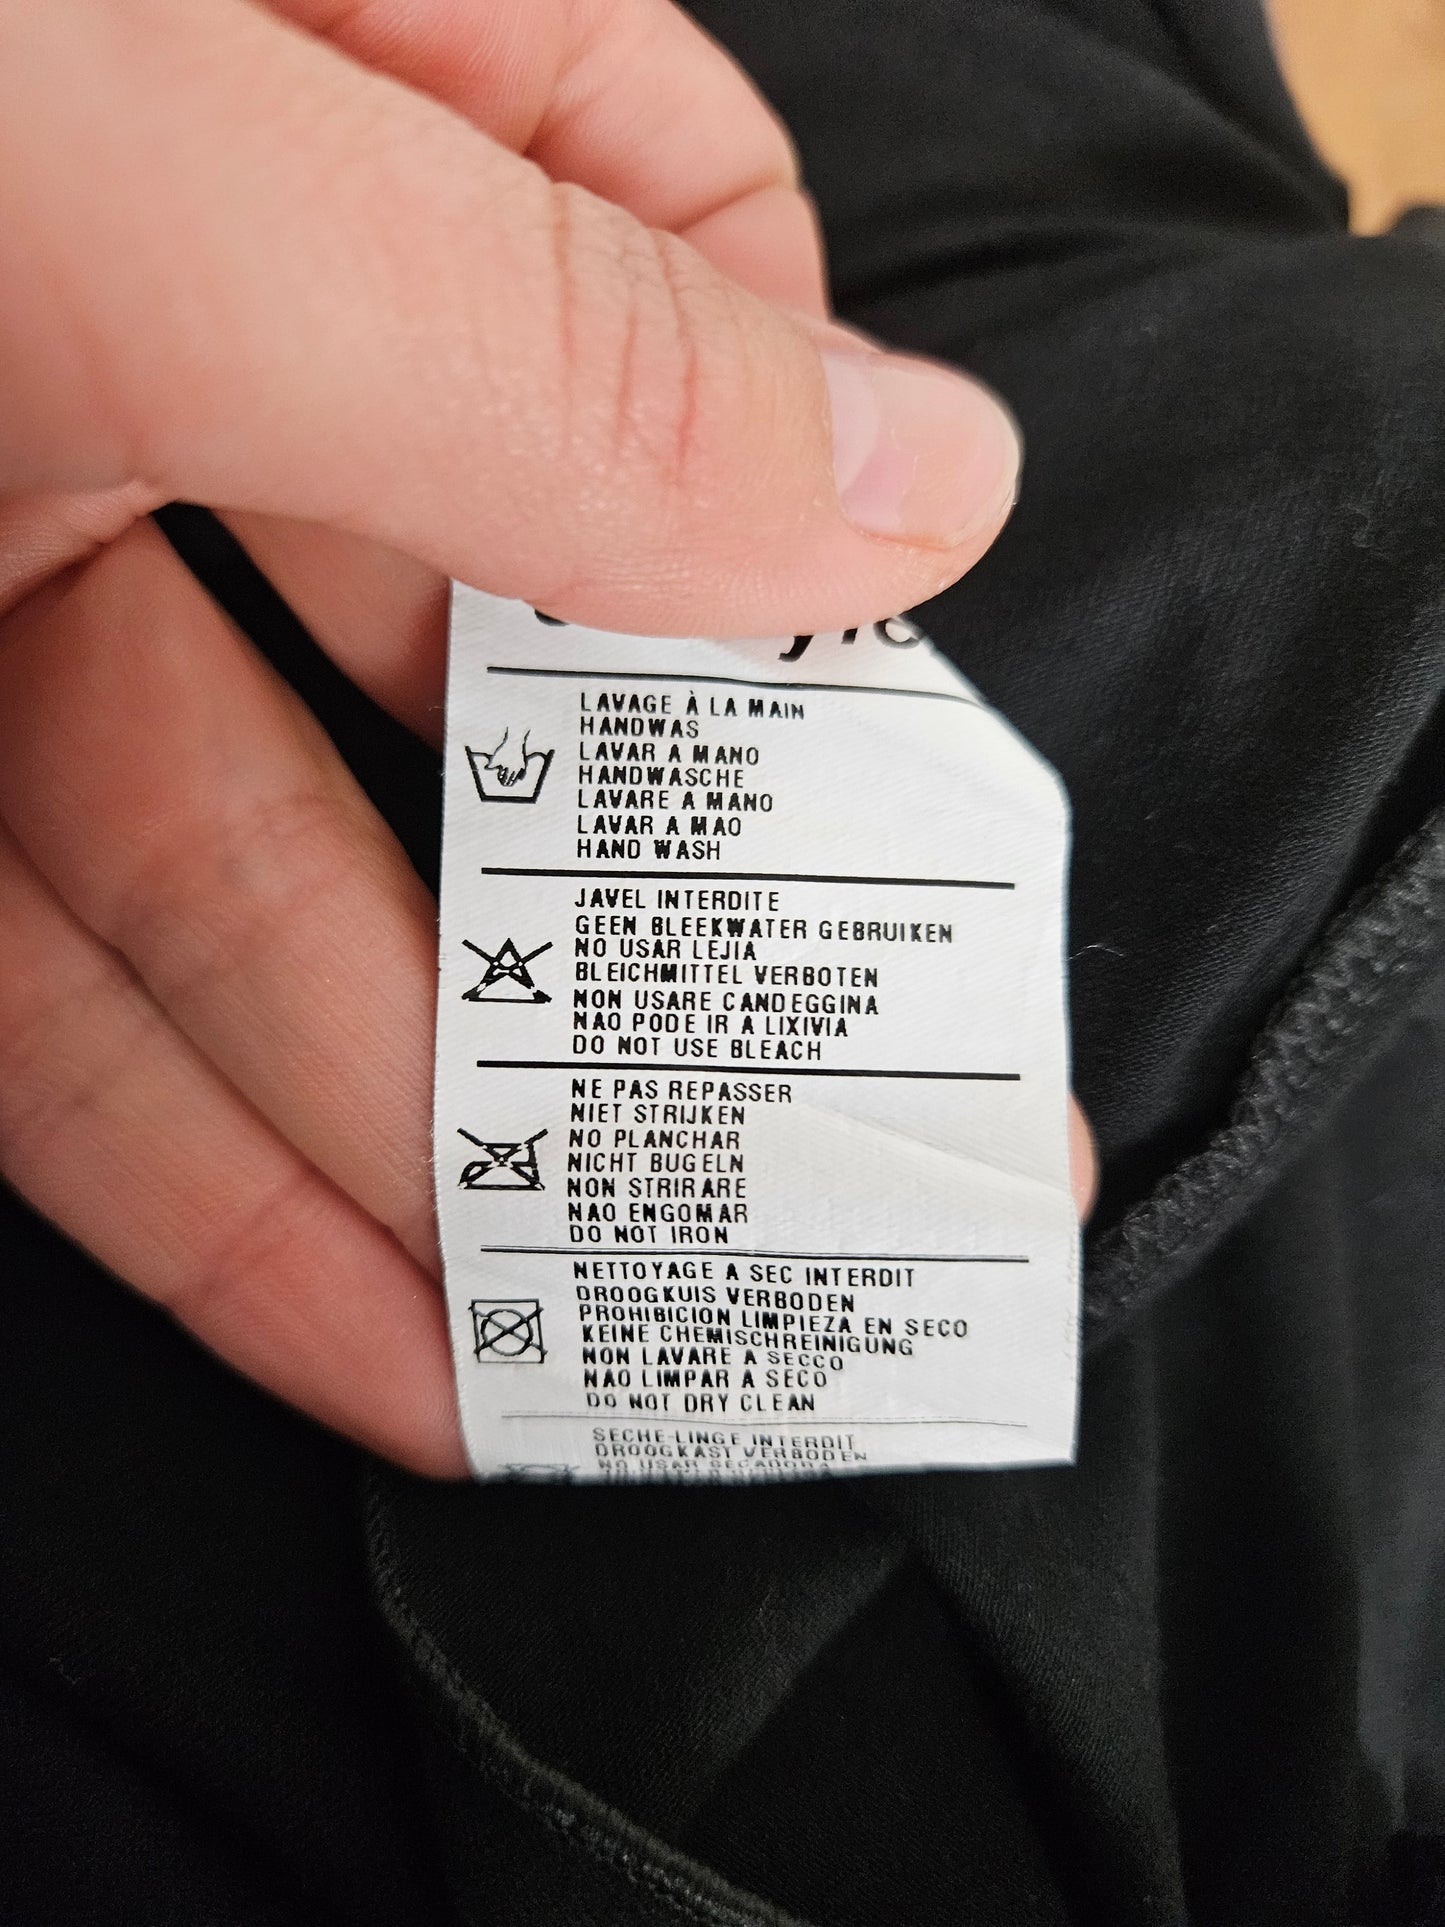 LAVAGE À LA MAIN
HANDWAS
LAVAR A MANO
HANDWASCHE
LAVARE A MANO
LAVAR A MAO
HAND WASH
JAVEL INTERDITE
GEEN BLEEKWATER GEBRUIKEN
NO USAR LEJIA
BLEICHMITTEL VERBOTEN
NON USARE CANDEGGINA
NAO PODE IR A LIXIVIA
DO NOT USE BLEACH
NE PAS REPASSER
NIET STRIJKEN
NO PLANCHAR
NICHT BUGELN
NON STRIRARE
NAO ENGOMAR
DO NOT IRON
NETTOYAGE A SEC INTERDIT
DROOGKUIS VERBODEN
PROHIBICION LIMPIEZA EN SECO
KEINE CHEMISCHREINIGUNG
NON LAVARE A SECCO
NAO LIMPAR A SECO
DO NOT DRY CLEAN
SECHE-LINGE INTERDIT
DROOGKAST VERBODEN
NO USAR SECADORA